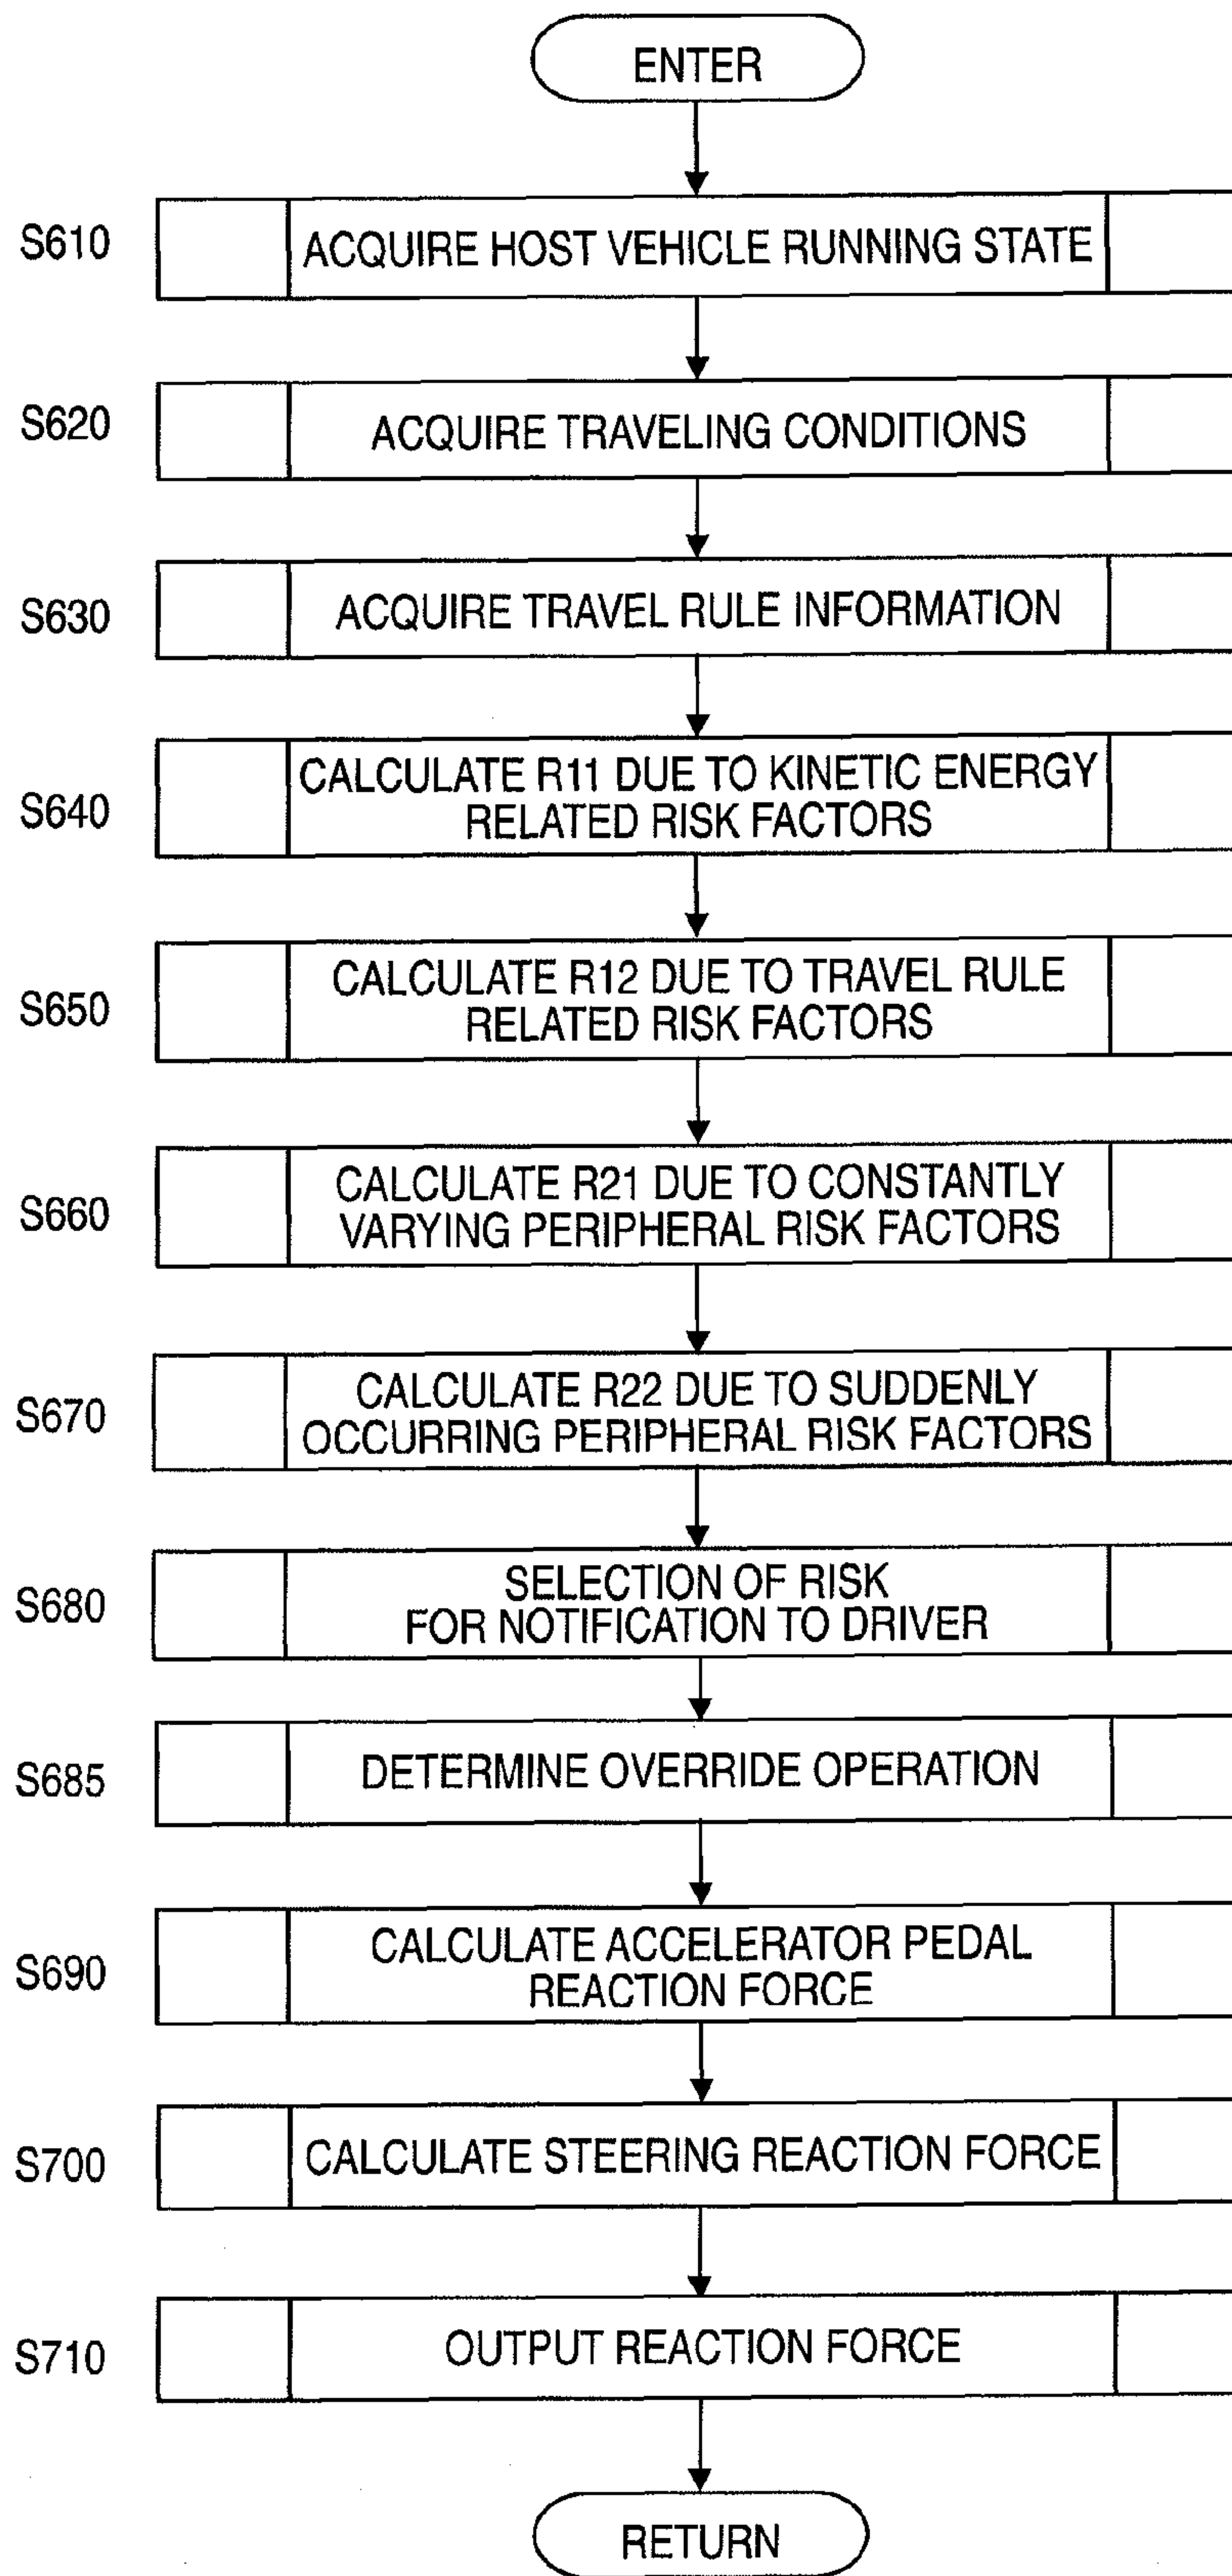 ENTER
S610
ACQUIRE HOST VEHICLE RUNNING STATE
S620
ACQUIRE TRAVELING CONDITIONS
S630
ACQUIRE TRAVEL RULE INFORMATION
S640
CALCULATE R11 DUE TO KINETIC ENERGY
RELATED RISK FACTORS
S650
CALCULATE R12 DUE TO TRAVEL RULE
RELATED RISK FACTORS
S660
CALCULATE R21 DUE TO CONSTANTLY
VARYING PERIPHERAL RISK FACTORS
S670
CALCULATE R22 DUE TO SUDDENLY
OCCURRING PERIPHERAL RISK FACTORS
S680
SELECTION OF RISK
FOR NOTIFICATION TO DRIVER
S685
DETERMINE OVERRIDE OPERATION
S690
CALCULATE ACCELERATOR PEDAL
REACTION FORCE
S700
CALCULATE STEERING REACTION FORCE
S710
OUTPUT REACTION FORCE
RETURN